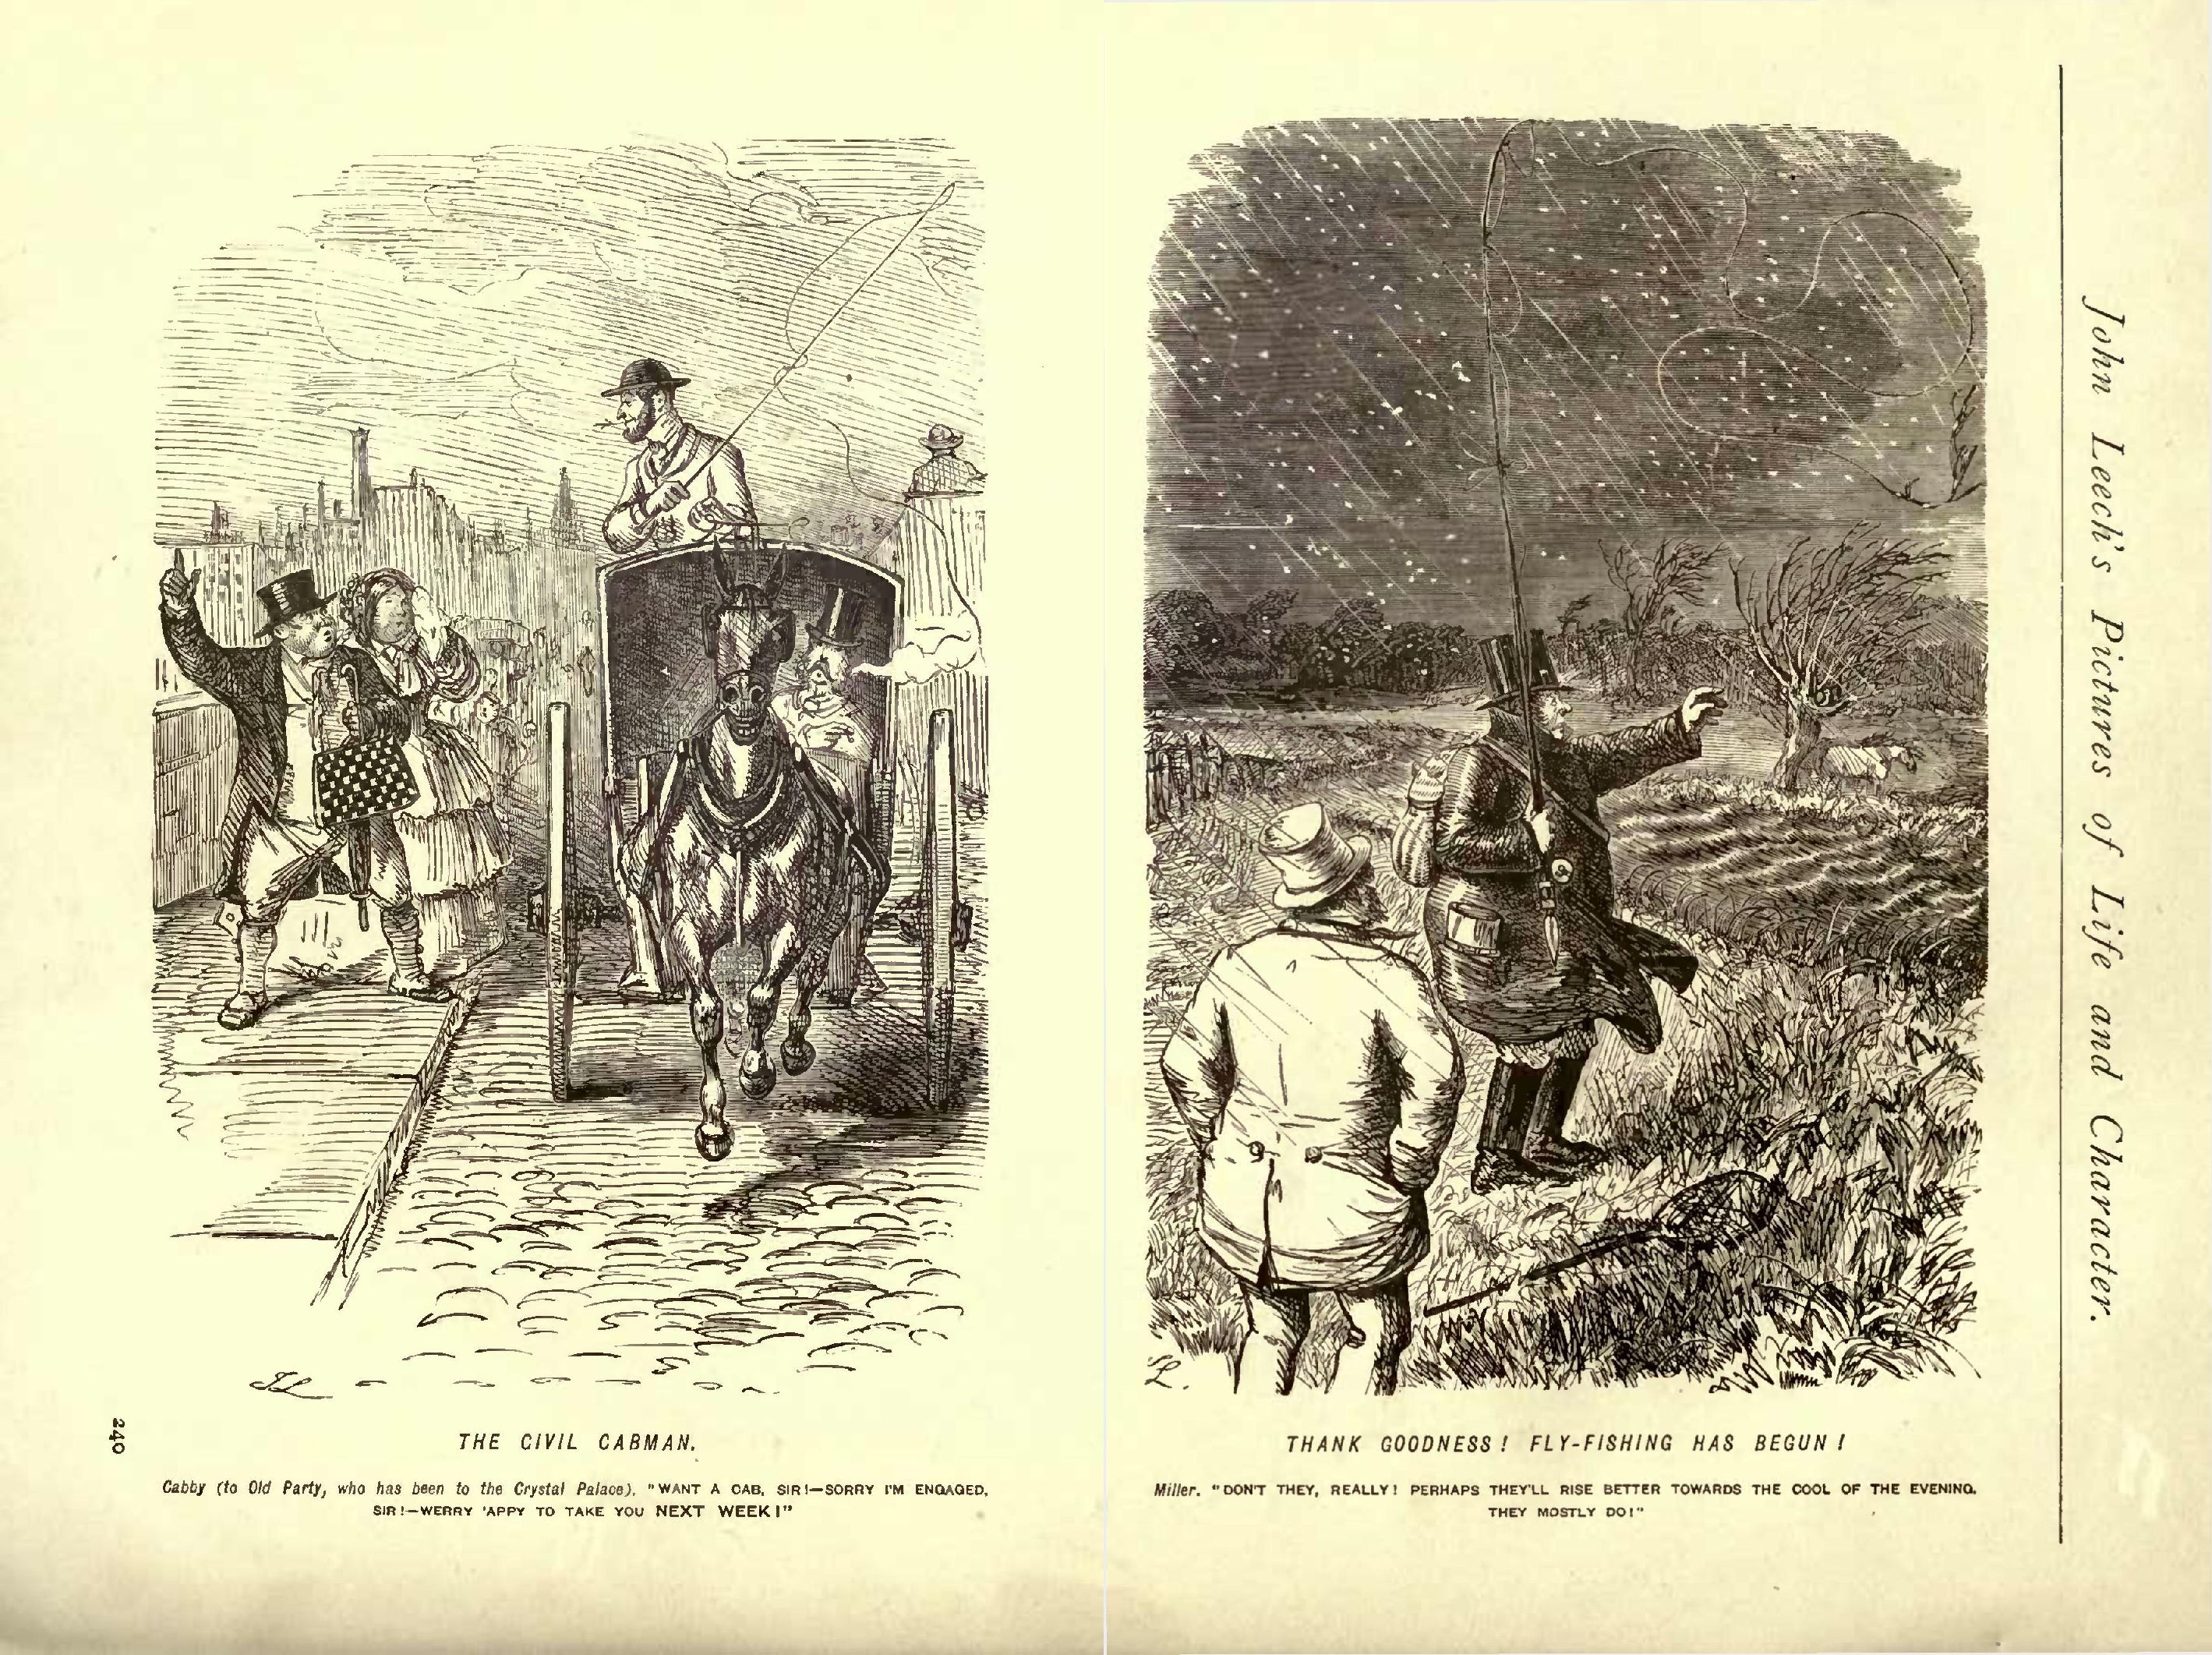 John Leech's Pictures of Life and Character.
JL
THE CIVIL CABMAN.
Cabby (to Old Party, who has been to the Crystal Palace). "WANT A CAB, SIR!—SORRY I'M ENGAGED,
SIR!—WERRY 'APPY TO TAKE YOU NEXT WEEK!"
240
JL.
THANK GOODNESS! FLY-FISHING HAS BEGUN!
Miller. "DON'T THEY, REALLY! PERHAPS THEY'LL RISE BETTER TOWARDS THE COOL OF THE EVENING.
THEY MOSTLY DO!"